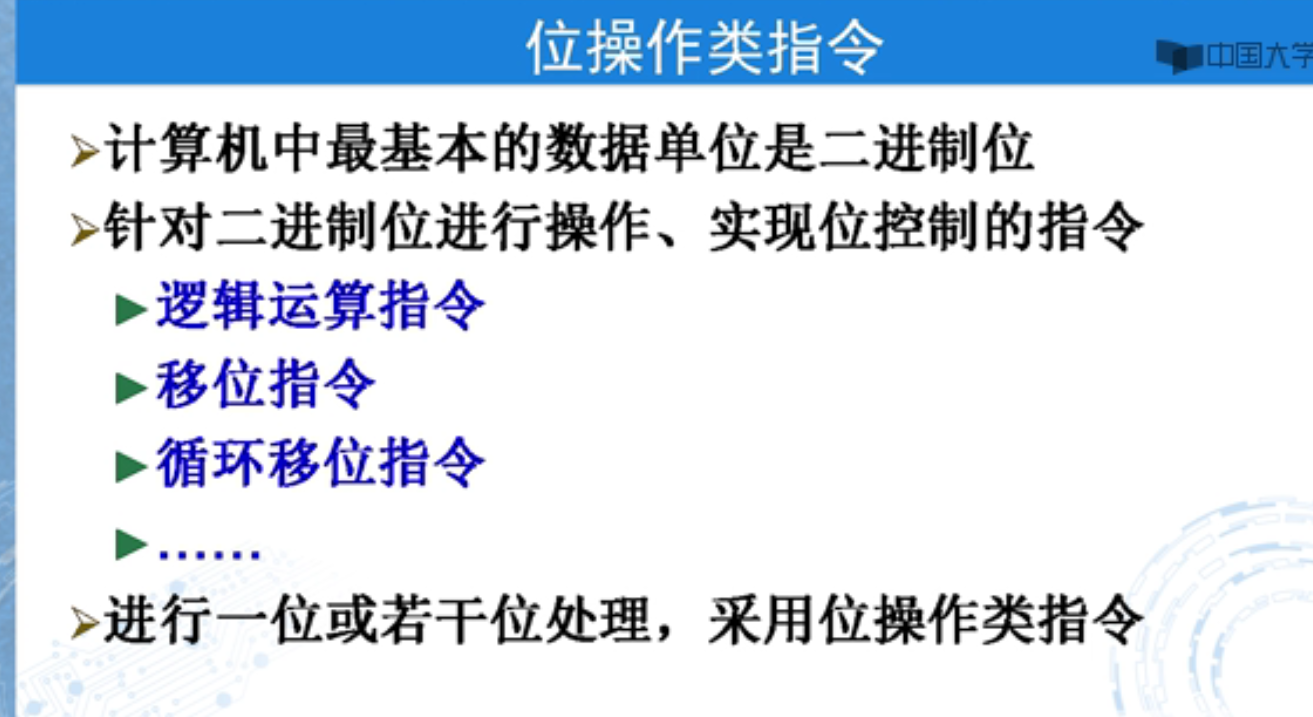 位操作类指令
中国大学
➢计算机中最基本的数据单位是二进制位
➢针对二进制位进行操作、实现位控制的指令
►逻辑运算指令
►移位指令
►循环移位指令
►......
➢进行一位或若干位处理，采用位操作类指令